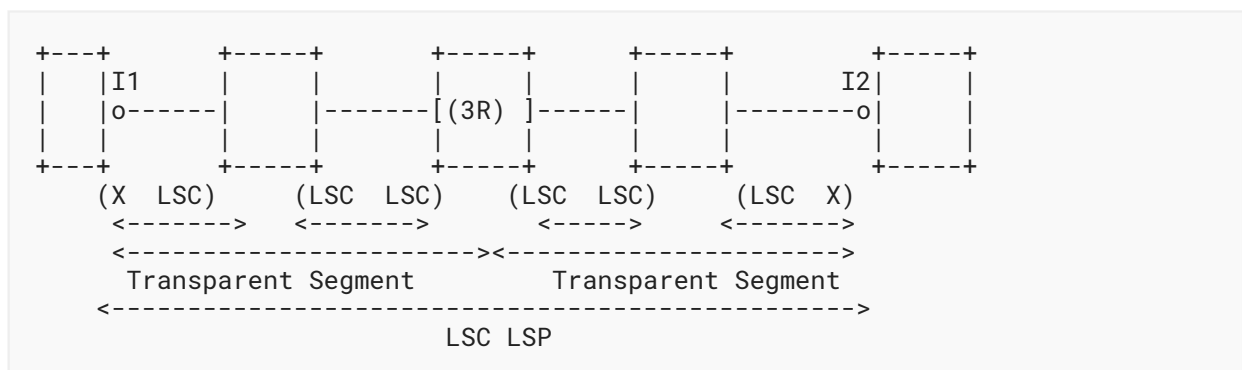 +---+       +-----+       +-----+      +-----+         +-----+
|   |I1     |     |       |     |      |     |       I2|     |
|   |o------|     |-------[(3R) ]------|     |--------o|     |
|   |       |     |       |     |      |     |         |     |
+---+       +-----+       +-----+      +-----+         +-----+
    (X  LSC)     (LSC  LSC)    (LSC  LSC)     (LSC  X)
     <------->   <------->       <----->     <------->
     <-----------------------><---------------------->
      Transparent Segment         Transparent Segment
    <------------------------------------------------->
                           LSC LSP